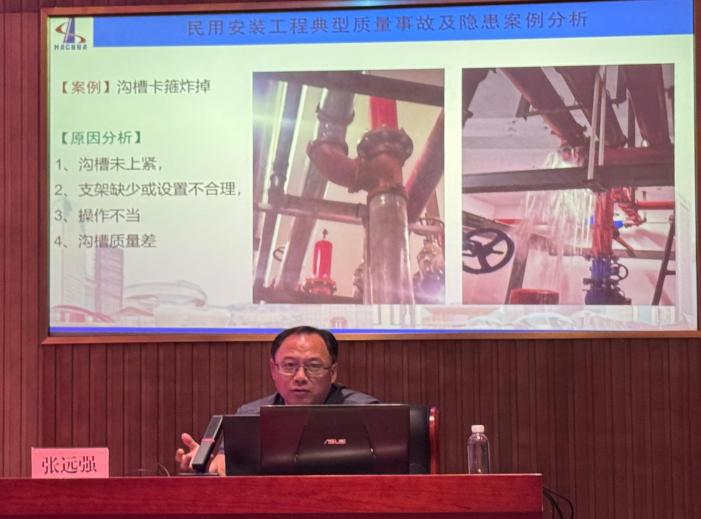 民用安装工程典型质量事故及隐患案例分析
【案例】沟槽卡箍炸掉
【原因分析】
1、沟槽未上紧，
2、支架缺少或设置不合理，
3、操作不当
4、沟槽质量差
张远强
ASUS